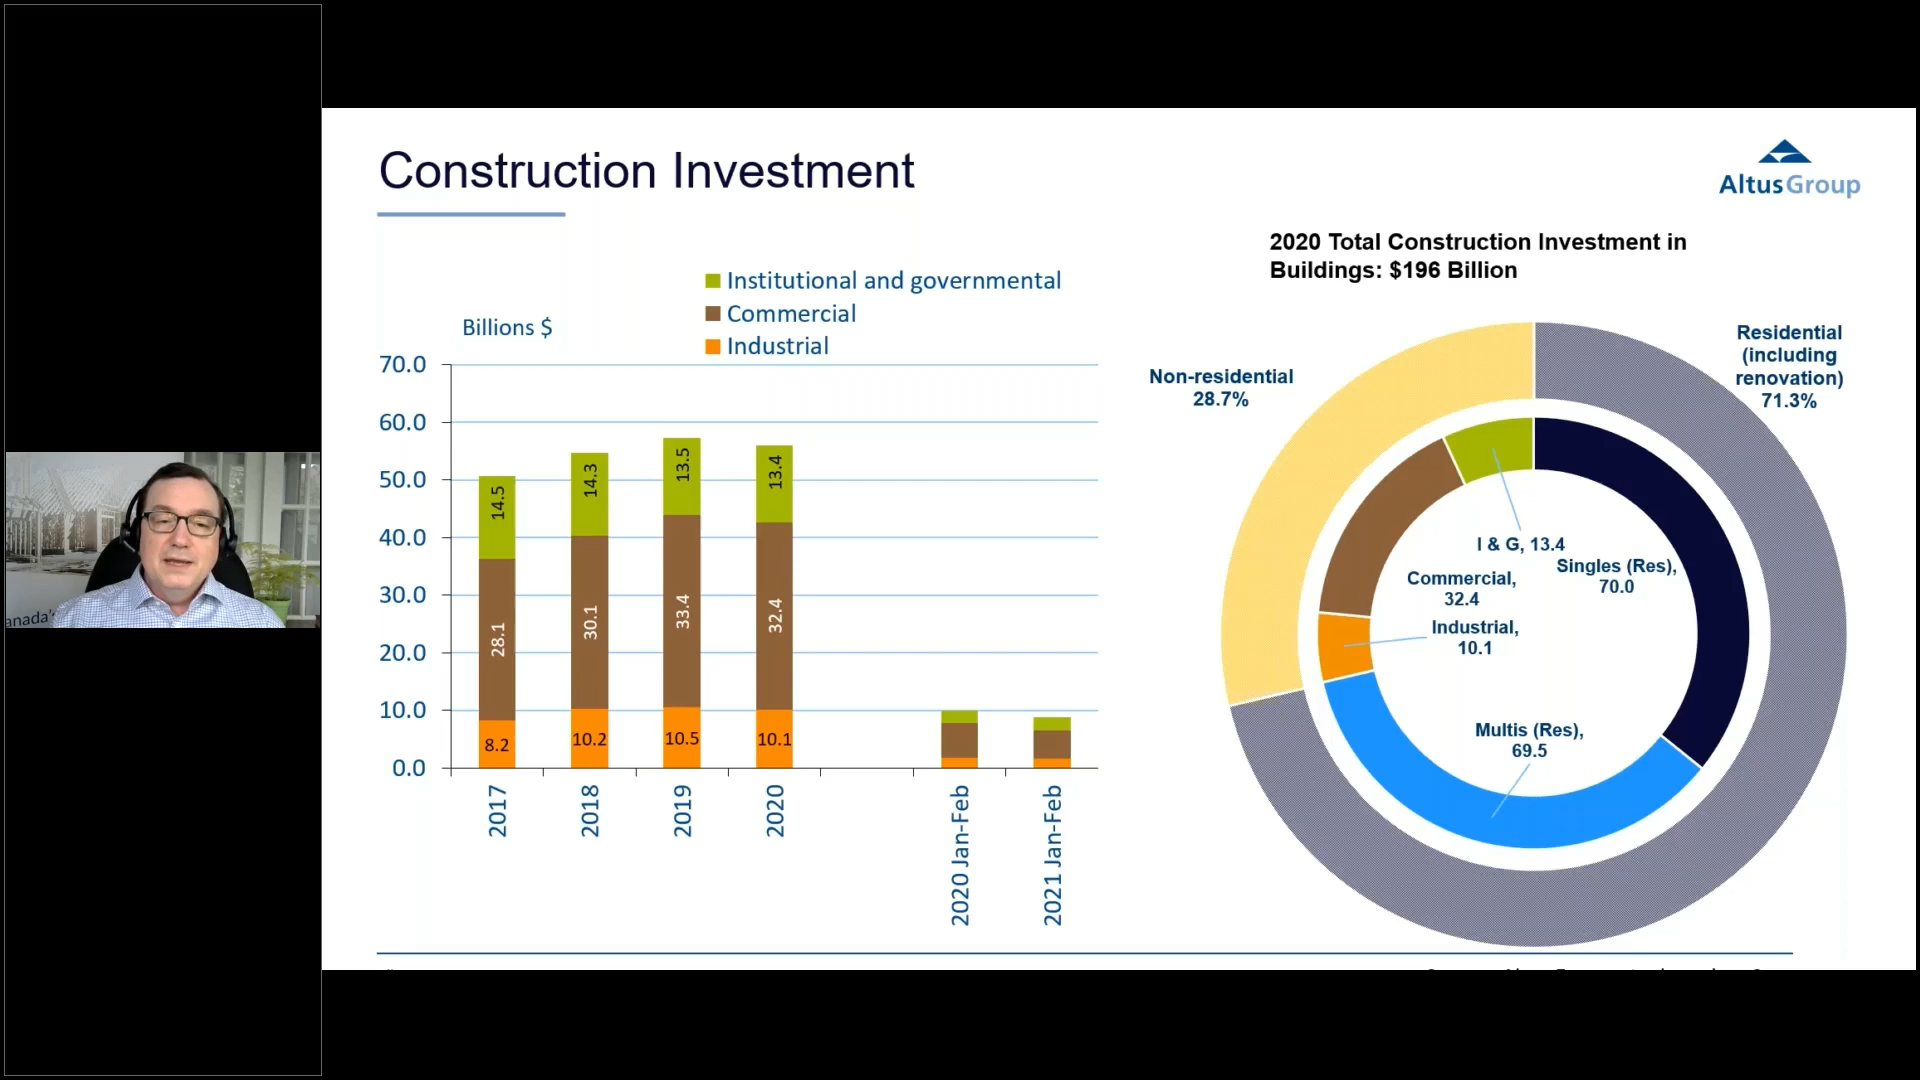 Construction Investment
AltusGroup
2020 Total Construction Investment in
Buildings: $196 Billion
Institutional and governmental
Commercial
Industrial
Billions $
70.0
60.0
50.0
40.0
30.0
20.0
10.0
0.0
14.5
28.1
8.2
14.3
30.1
10.2
13.5
33.4
10.5
13.4
32.4
10.1
2017
2018
2019
2020
2020 Jan-Feb
2021 Jan-Feb
Non-residential
28.7%
Residential
(including
renovation)
71.3%
I & G, 13.4
Singles (Res),
70.0
Commercial,
32.4
Industrial,
10.1
Multis (Res),
69.5
anada's